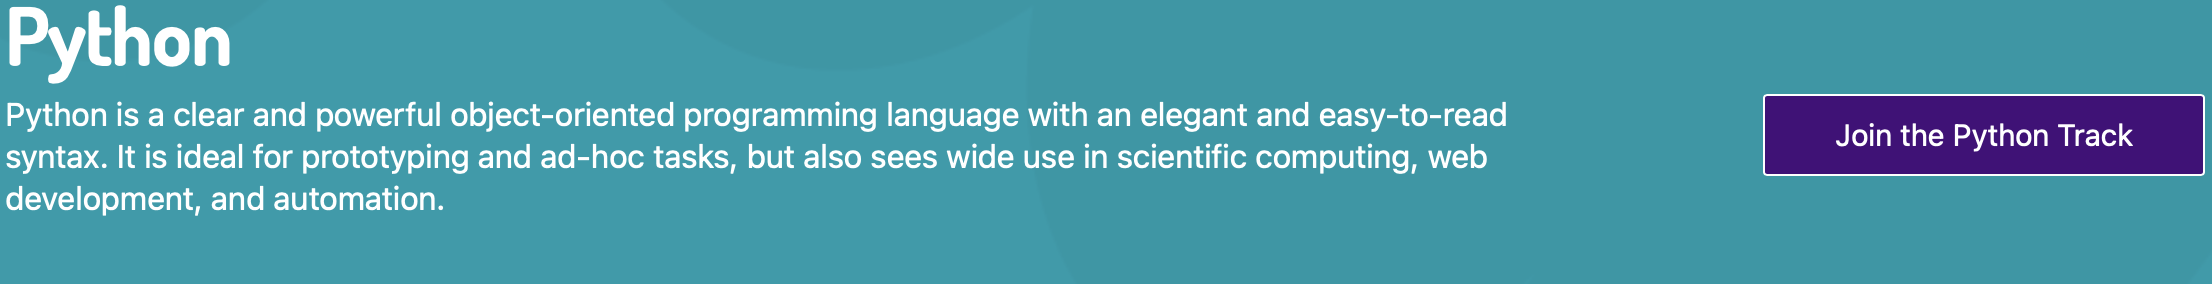 Python
Python is a clear and powerful object-oriented programming language with an elegant and easy-to-read
syntax. It is ideal for prototyping and ad-hoc tasks, but also sees wide use in scientific computing, web
development, and automation.
Join the Python Track